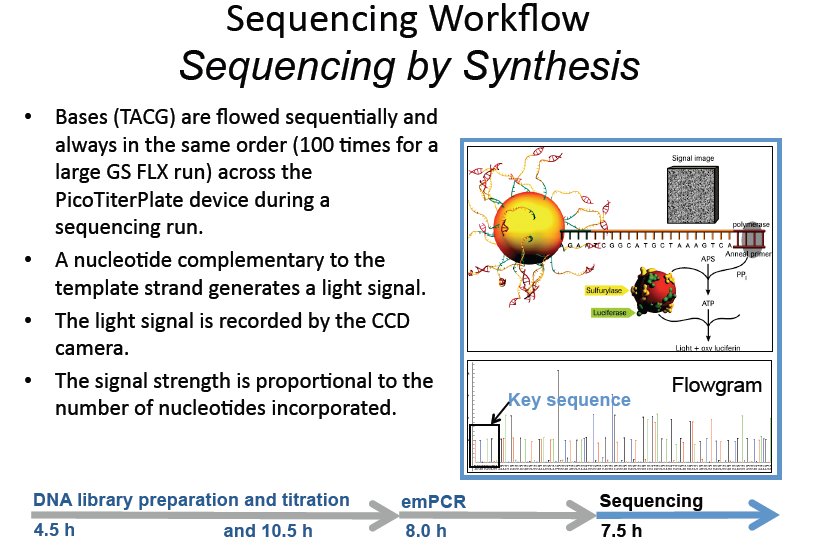 Sequencing Workflow
Sequencing by Synthesis
• Bases (TACG) are flowed sequentially and
always in the same order (100 times for a
large GS FLX run) across the
PicoTiterPlate device during a
sequencing run.
• A nucleotide complementary to the
template strand generates a light signal.
• The light signal is recorded by the CCD
camera.
• The signal strength is proportional to the
number of nucleotides incorporated.
Signal image
polymerase
A G A A T C G G C A T G C T A A A G T C A
Anneal primer
APS
PPi
Sulfurylase
ATP
Luciferase
Light + oxy luciferin
Flowgram
Key sequence
DNA library preparation and titration
emPCR
Sequencing
4.5 h
and 10.5 h
8.0 h
7.5 h